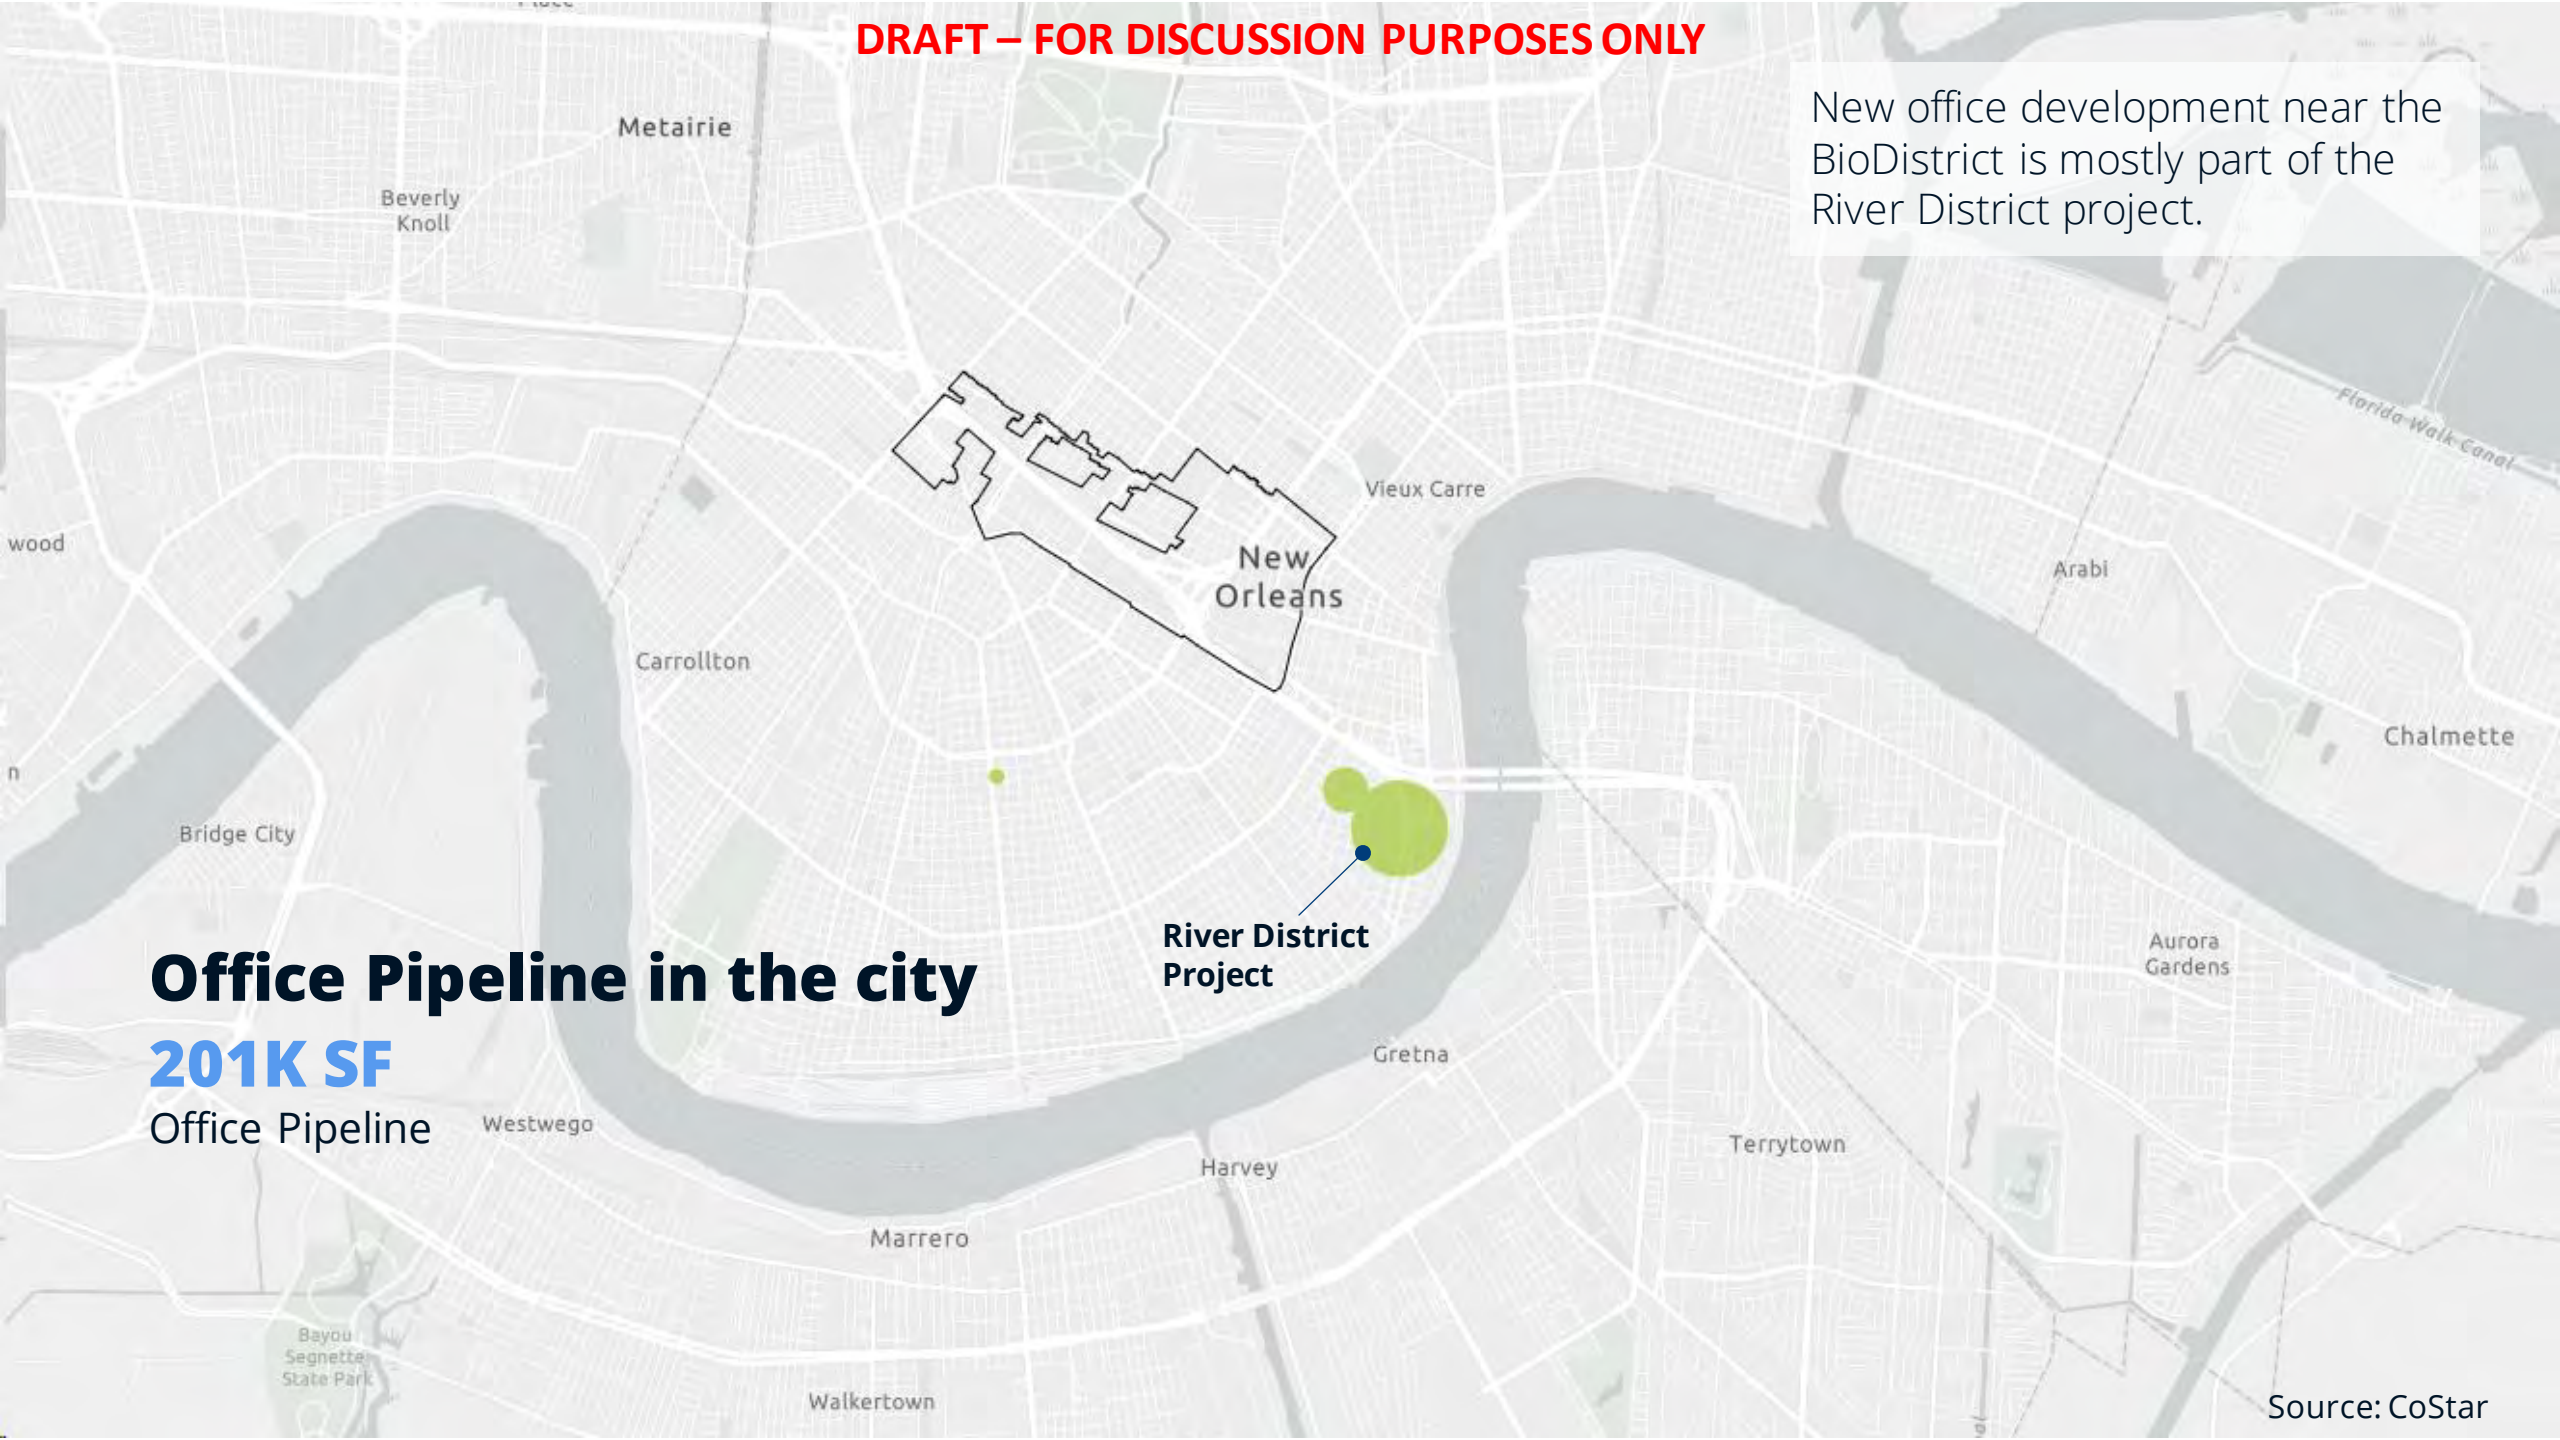 DRAFT – FOR DISCUSSION PURPOSES ONLY
New office development near the
BioDistrict is mostly part of the
River District project.
Metairie
Beverly
Knoll
Florida Walk Canal
Vieux Carre
wood
New
Orleans
Arabi
Carrollton
Chalmette
n
Bridge City
River District
Project
Aurora
Gardens
Office Pipeline in the city
201K SF
Office Pipeline
Gretna
Westwego
Terrytown
Harvey
Marrero
Bayou
Segnette
State Park
Walkertown
Source: CoStar